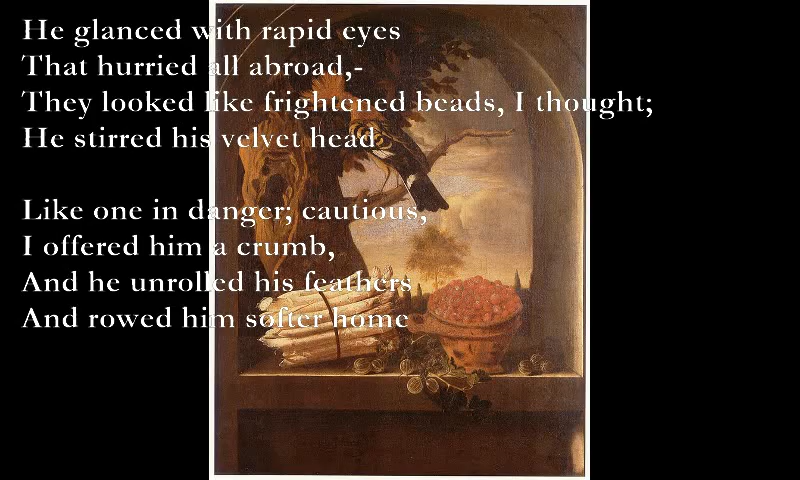 He glanced with rapid eyes
That hurried all abroad,-
They looked like frightened beads, I thought;
He stirred his velvet head
Like one in danger; cautious,
I offered him a crumb,
And he unrolled his feathers
And rowed him softer home